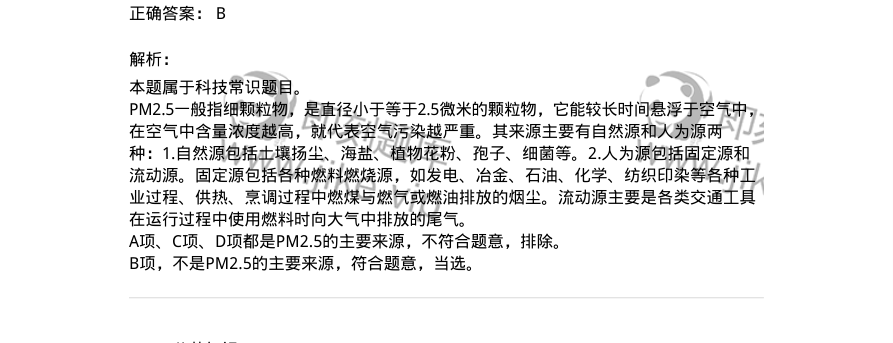 正确答案： B
解析：
本题属于科技常识题目。
PM2.5一般指细颗粒物，是直径小于等于2.5微米的颗粒物，它能较长时间悬浮于空气中，
在空气中含量浓度越高，就代表空气污染越严重。其来源主要有自然源和人为源两
种：1.自然源包括土壤扬尘、海盐、植物花粉、孢子、细菌等。2.人为源包括固定源和
流动源。固定源包括各种燃料燃烧源，如发电、冶金、石油、化学、纺织印染等各种工
业过程、供热、烹调过程中燃煤与燃气或燃油排放的烟尘。流动源主要是各类交通工具
在运行过程中使用燃料时向大气中排放的尾气。
A项、C项、D项都是PM2.5的主要来源，不符合题意，排除。
B项，不是PM2.5的主要来源，符合题意，当选。